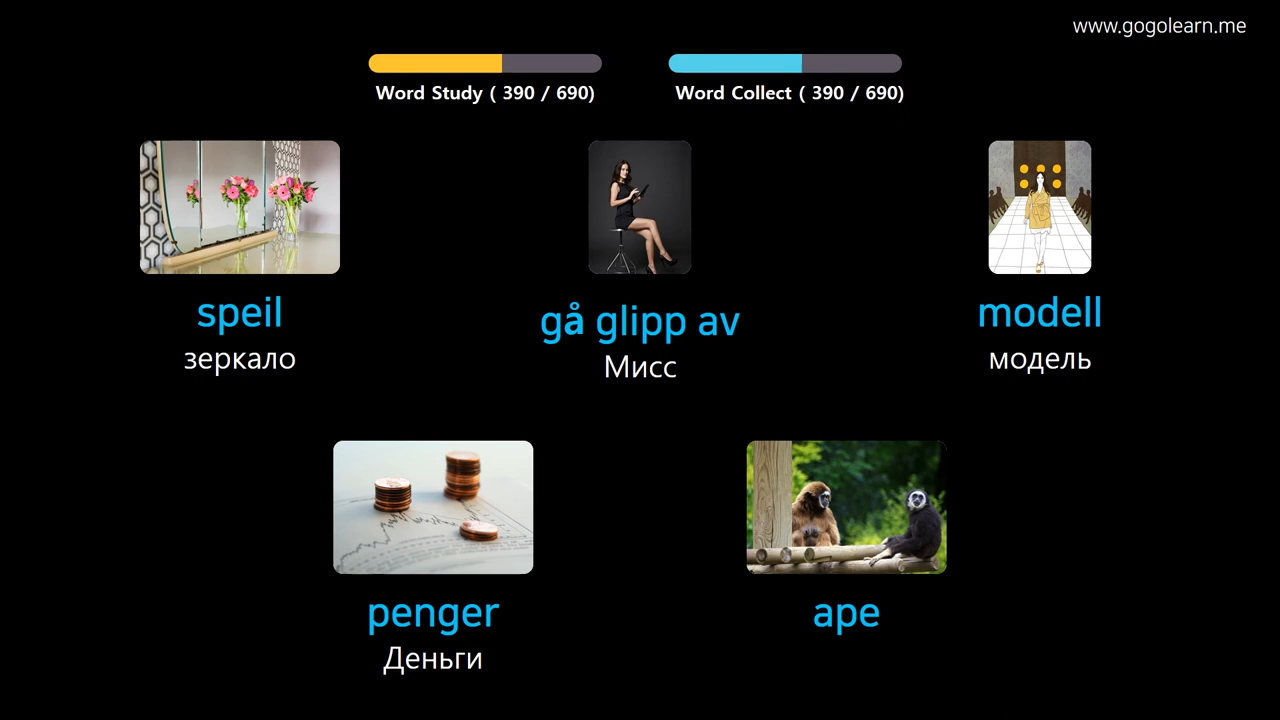 www.gogolearn.me
Word Study ( 390 / 690)
Word Collect ( 390 / 690)
speil
зеркало
gå glipp av
Мисс
modell
модель
penger
Деньги
ape